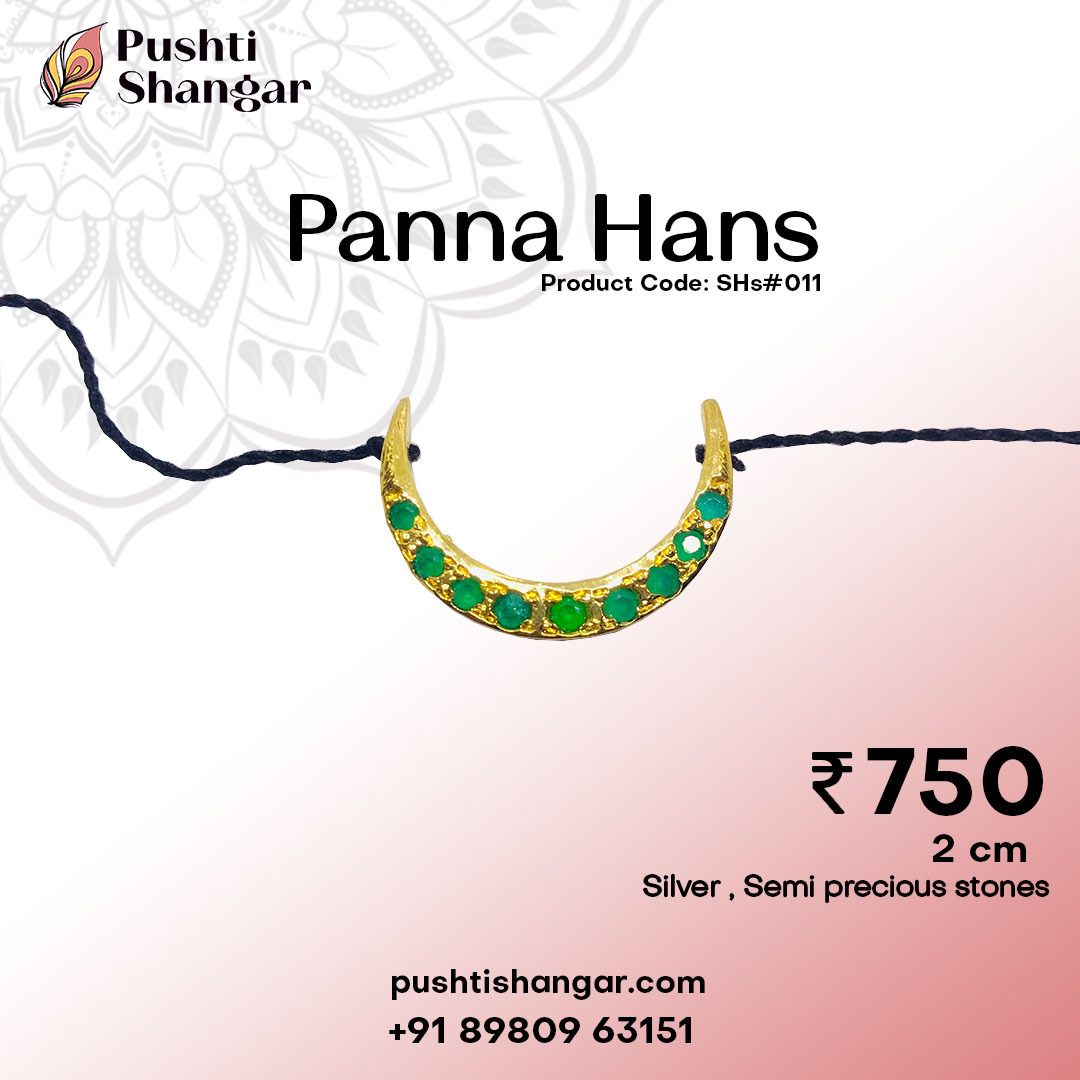 Pushti
Shangar
Panna Hans
Product Code: SHs#011
₹750
2 cm
Silver , Semi precious stones
pushtishangar.com
+91 89809 63151